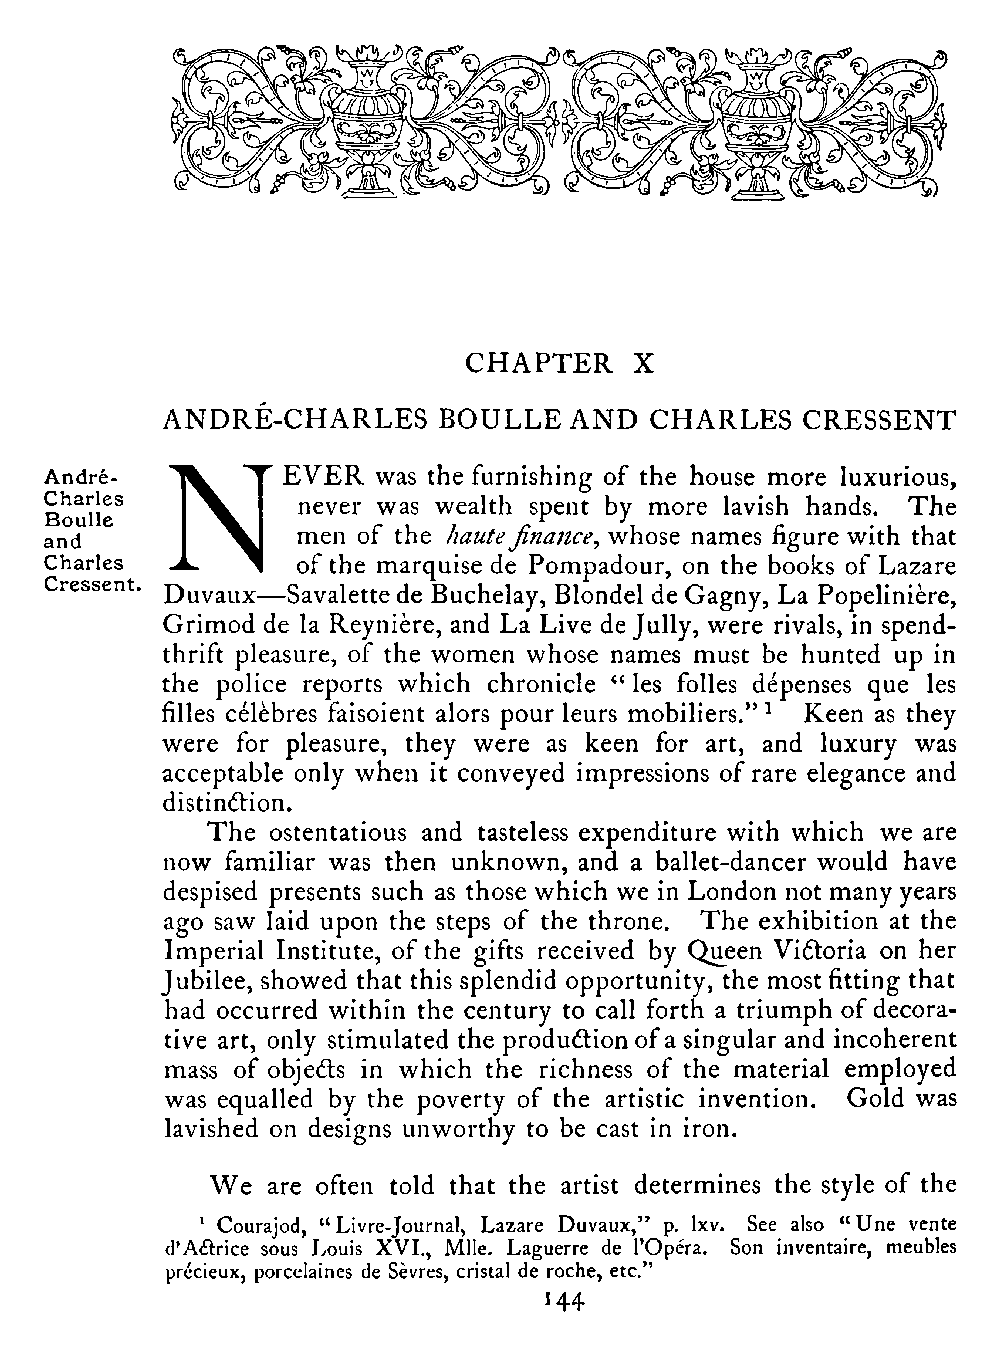 CHAPTER X
ANDRÉ-CHARLES BOULLE AND CHARLES CRESSENT
André-
Charles
Boulle
and
Charles
Cressent.
NEVER was the furnishing of the house more luxurious,
never was wealth spent by more lavish hands. The
men of the haute finance, whose names figure with that
of the marquise de Pompadour, on the books of Lazare
Duvaux—Savalette de Buchelay, Blondel de Gagny, La Popelinière,
Grimod de la Reynière, and La Live de Jully, were rivals, in spend-
thrift pleasure, of the women whose names must be hunted up in
the police reports which chronicle “les folles dépenses que les
filles célèbres faisoient alors pour leurs mobiliers.” ¹ Keen as they
were for pleasure, they were as keen for art, and luxury was
acceptable only when it conveyed impressions of rare elegance and
distinction.
The ostentatious and tasteless expenditure with which we are
now familiar was then unknown, and a ballet-dancer would have
despised presents such as those which we in London not many years
ago saw laid upon the steps of the throne. The exhibition at the
Imperial Institute, of the gifts received by Queen Victoria on her
Jubilee, showed that this splendid opportunity, the most fitting that
had occurred within the century to call forth a triumph of decora-
tive art, only stimulated the production of a singular and incoherent
mass of objects in which the richness of the material employed
was equalled by the poverty of the artistic invention. Gold was
lavished on designs unworthy to be cast in iron.
We are often told that the artist determines the style of the
¹ Courajod, “Livre-Journal, Lazare Duvaux,” p. lxv. See also “Une vente
d’Actrice sous Louis XVI., Mlle. Laguerre de l’Opéra. Son inventaire, meubles
précieux, porcelaines de Sèvres, cristal de roche, etc.”
144